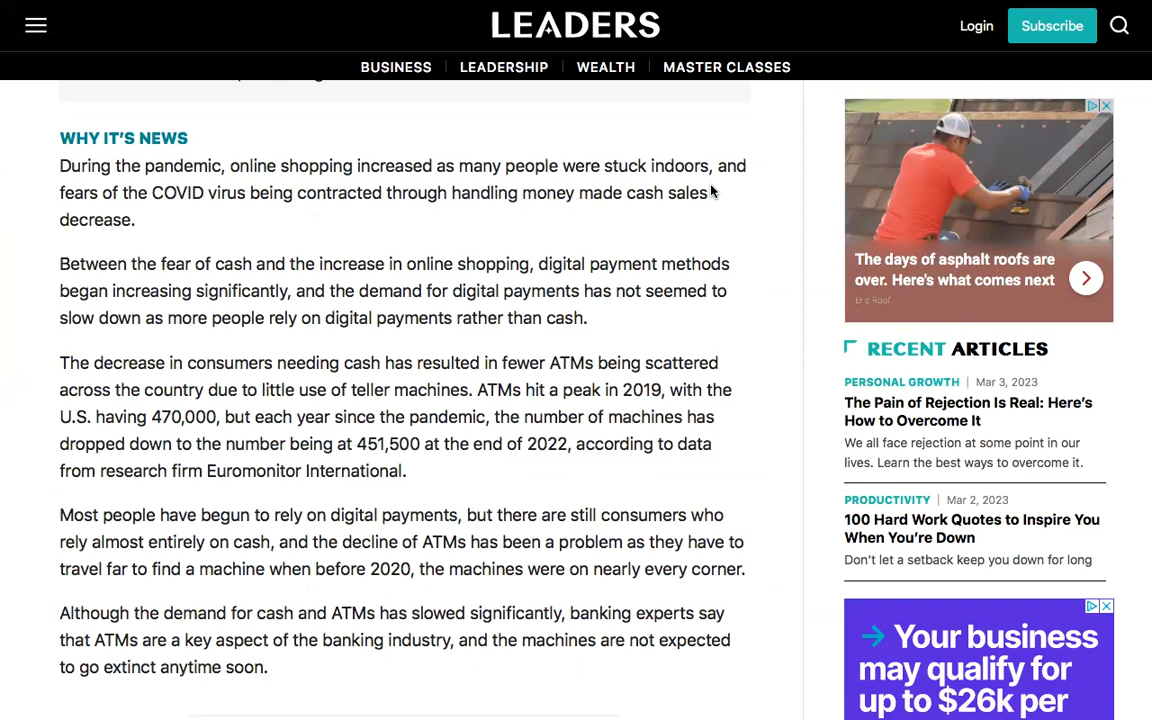 LEADERS
Login
Subscribe
BUSINESS
LEADERSHIP
WEALTH
MASTER CLASSES
WHY IT'S NEWS
During the pandemic, online shopping increased as many people were stuck indoors, and
fears of the COVID virus being contracted through handling money made cash sales
decrease.
Between the fear of cash and the increase in online shopping, digital payment methods
began increasing significantly, and the demand for digital payments has not seemed to
slow down as more people rely on digital payments rather than cash.
The decrease in consumers needing cash has resulted in fewer ATMs being scattered
across the country due to little use of teller machines. ATMs hit a peak in 2019, with the
U.S. having 470,000, but each year since the pandemic, the number of machines has
dropped down to the number being at 451,500 at the end of 2022, according to data
from research firm Euromonitor International.
Most people have begun to rely on digital payments, but there are still consumers who
rely almost entirely on cash, and the decline of ATMs has been a problem as they have to
travel far to find a machine when before 2020, the machines were on nearly every corner.
Although the demand for cash and ATMs has slowed significantly, banking experts say
that ATMs are a key aspect of the banking industry, and the machines are not expected
to go extinct anytime soon.
The days of asphalt roofs are
over. Here's what comes next
Erie Roof
RECENT ARTICLES
PERSONAL GROWTH | Mar 3, 2023
The Pain of Rejection Is Real: Here's
How to Overcome It
We all face rejection at some point in our
lives. Learn the best ways to overcome it.
PRODUCTIVITY | Mar 2, 2023
100 Hard Work Quotes to Inspire You
When You're Down
Don't let a setback keep you down for long
Your business
may qualify for
up to $26k per